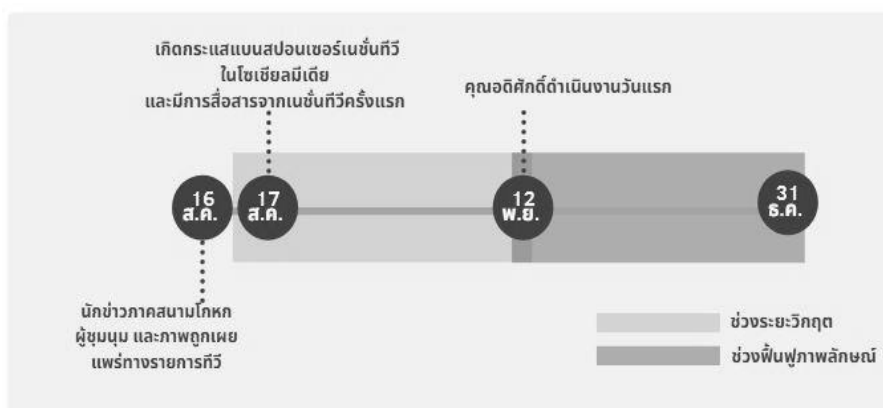 เกิดกระแสแบนสปอนเซอร์เนชั่นทีวี
ในโซเชียลมีเดีย
และมีการสื่อสารจากเนชั่นทีวีครั้งแรก
คุณอดิศักดิ์ดำเนินงานวันแรก
16
ส.ค.
17
ส.ค.
12
พ.ย.
31
ธ.ค.
นักข่าวภาคสนามโกหก
ผู้ชุมนุม และภาพถูกเผย
แพร่ทางรายการทีวี
ช่วงระยะวิกฤต
ช่วงฟื้นฟูภาพลักษณ์